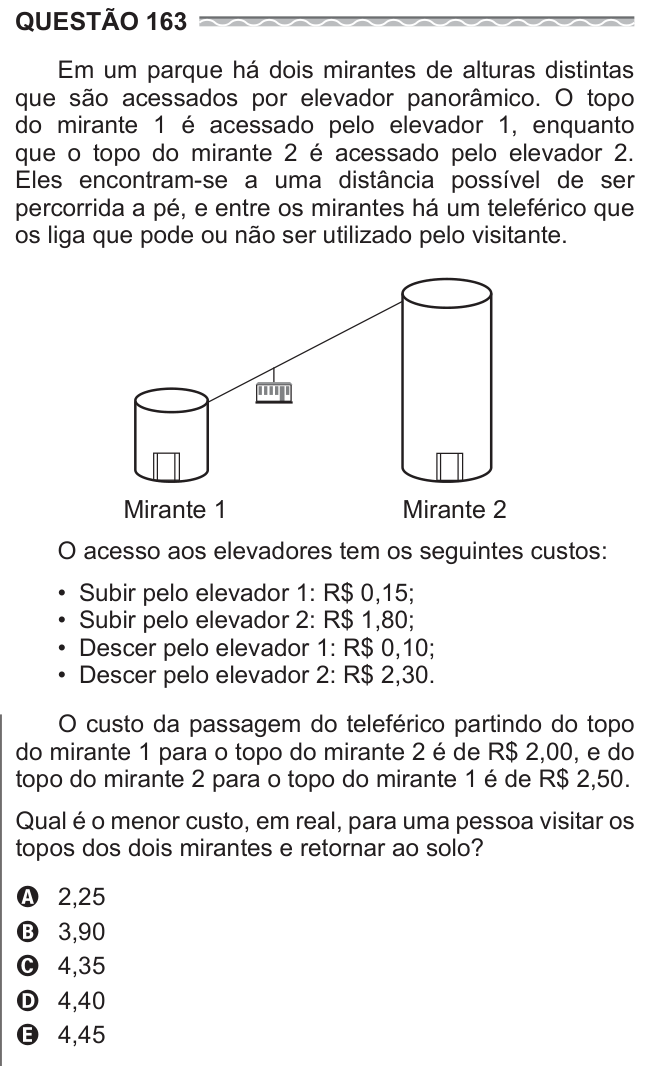 QUESTÃO 163
Em um parque há dois mirantes de alturas distintas
que são acessados por elevador panorâmico. O topo
do mirante 1 é acessado pelo elevador 1, enquanto
que o topo do mirante 2 é acessado pelo elevador 2.
Eles encontram-se a uma distância possível de ser
percorrida a pé, e entre os mirantes há um teleférico que
os liga que pode ou não ser utilizado pelo visitante.
Mirante 1
Mirante 2
O acesso aos elevadores tem os seguintes custos:
• Subir pelo elevador 1: R$ 0,15;
• Subir pelo elevador 2: R$ 1,80;
• Descer pelo elevador 1: R$ 0,10;
• Descer pelo elevador 2: R$ 2,30.
O custo da passagem do teleférico partindo do topo
do mirante 1 para o topo do mirante 2 é de R$ 2,00, e do
topo do mirante 2 para o topo do mirante 1 é de R$ 2,50.
Qual é o menor custo, em real, para uma pessoa visitar os
topos dos dois mirantes e retornar ao solo?
A 2,25
B 3,90
C 4,35
D 4,40
E 4,45